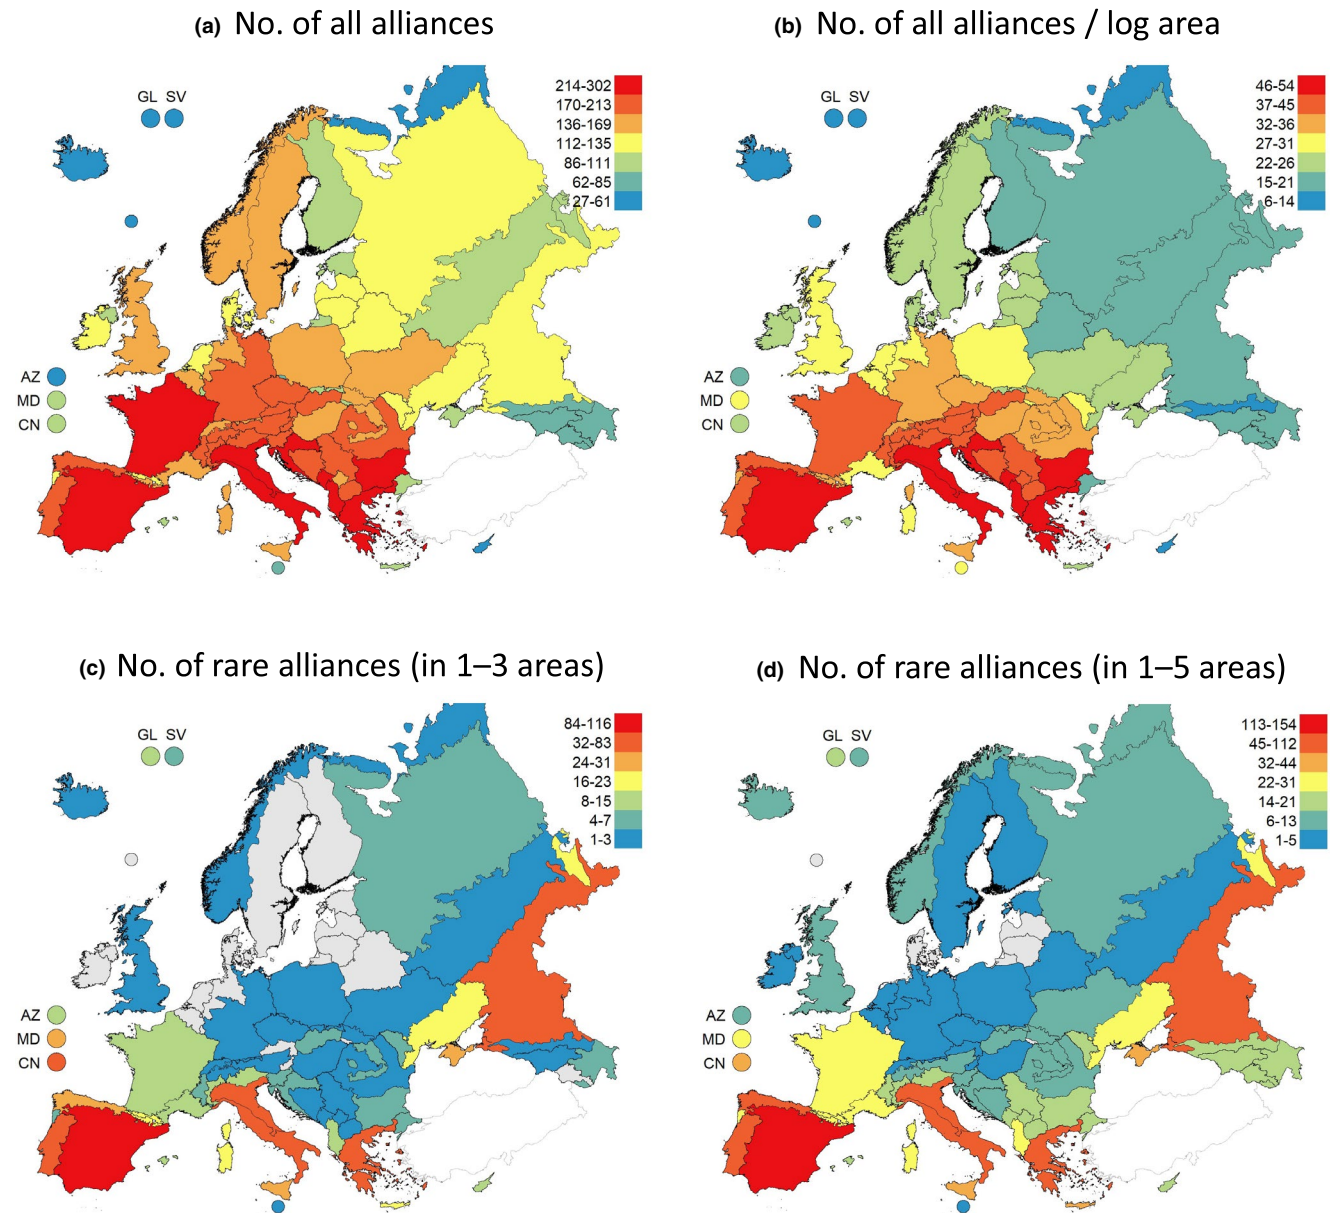 (a) No. of all alliances
GL SV
214-302
170-213
136-169
112-135
86-111
62-85
27-61
AZ
MD
CN
(b) No. of all alliances / log area
GL SV
46-54
37-45
32-36
27-31
22-26
15-21
6-14
AZ
MD
CN
(c) No. of rare alliances (in 1–3 areas)
GL SV
84-116
32-83
24-31
16-23
8-15
4-7
1-3
AZ
MD
CN
(d) No. of rare alliances (in 1–5 areas)
GL SV
113-154
45-112
32-44
22-31
14-21
6-13
1-5
AZ
MD
CN